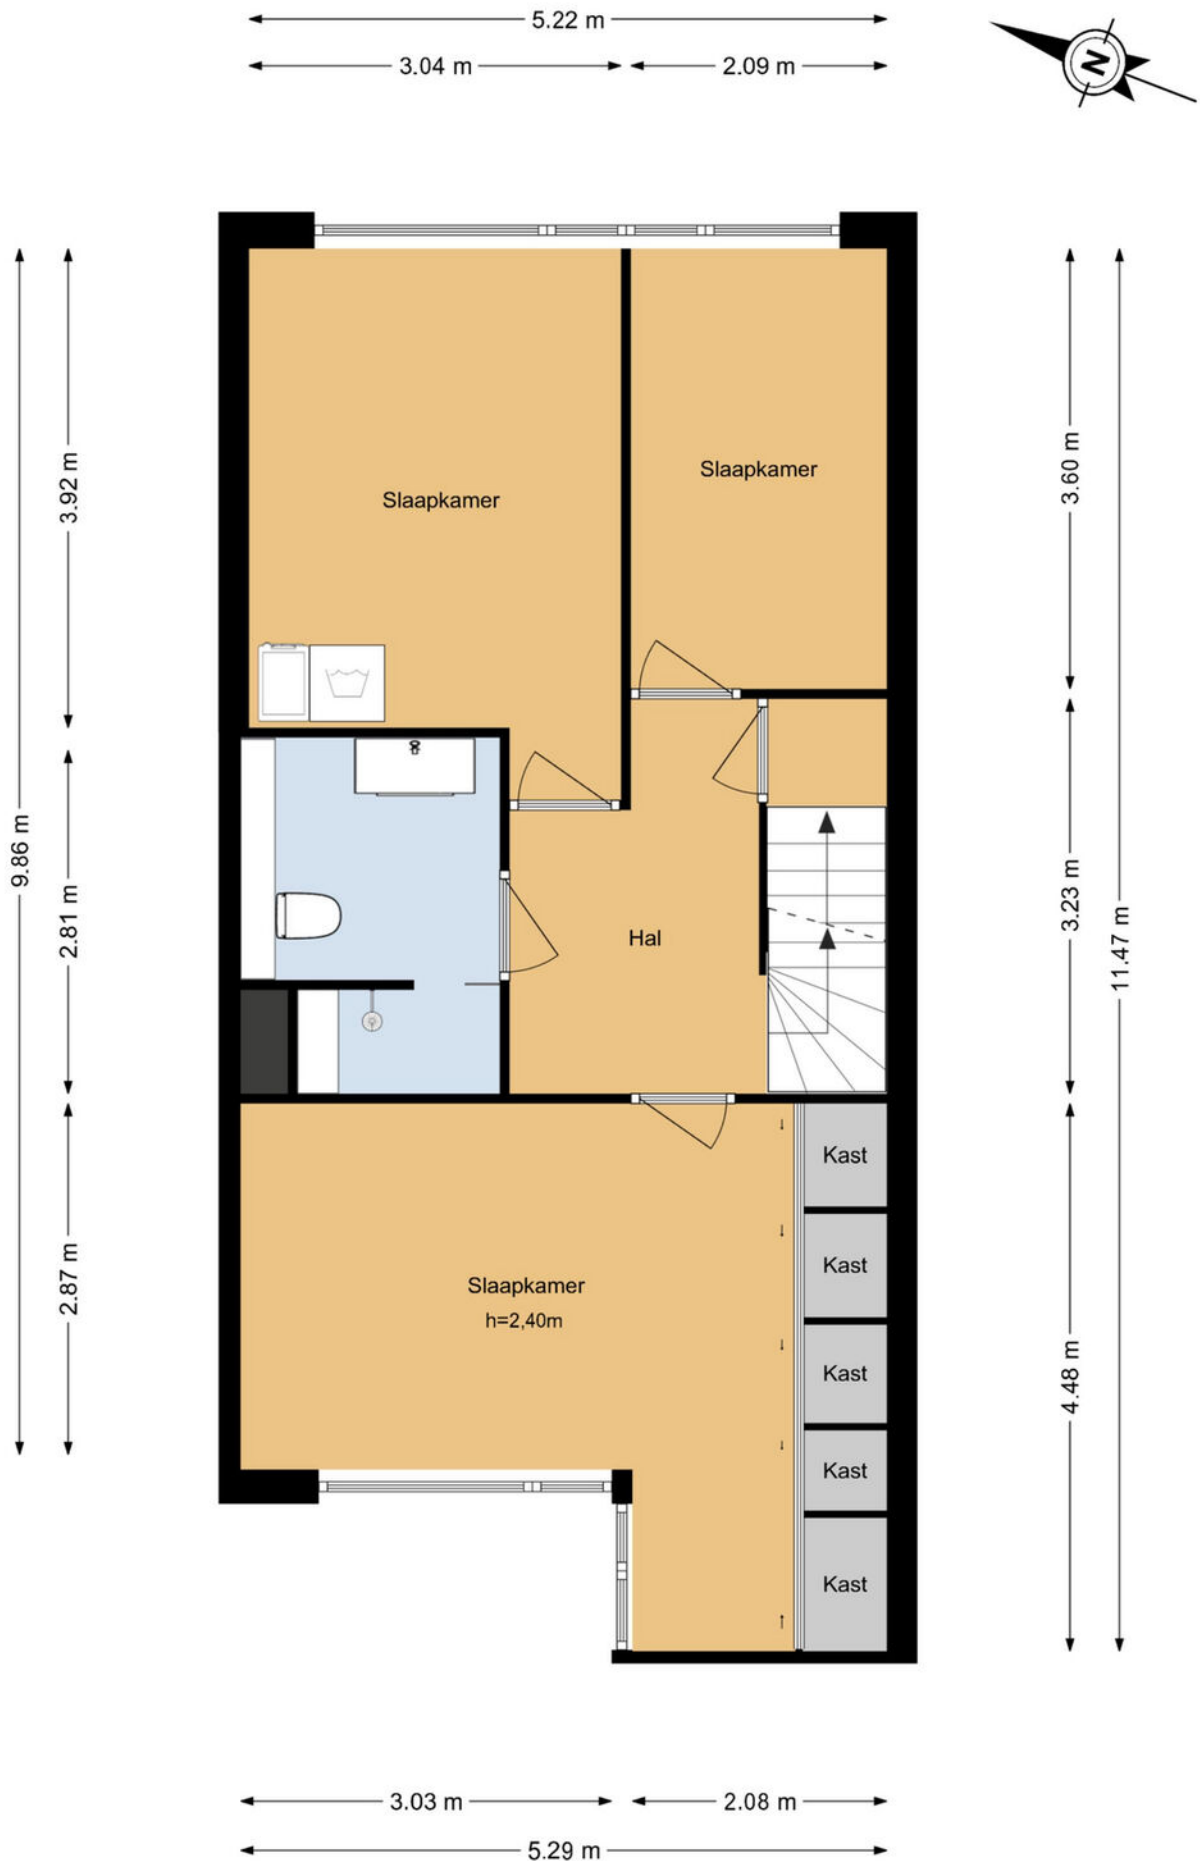 5.22 m
3.04 m
2.09 m
N
Slaapkamer
Slaapkamer
3.92 m
3.60 m
9.86 m
2.81 m
Hal
3.23 m
11.47 m
Kast
Kast
2.87 m
Slaapkamer
h=2,40m
Kast
4.48 m
Kast
Kast
3.03 m
2.08 m
5.29 m